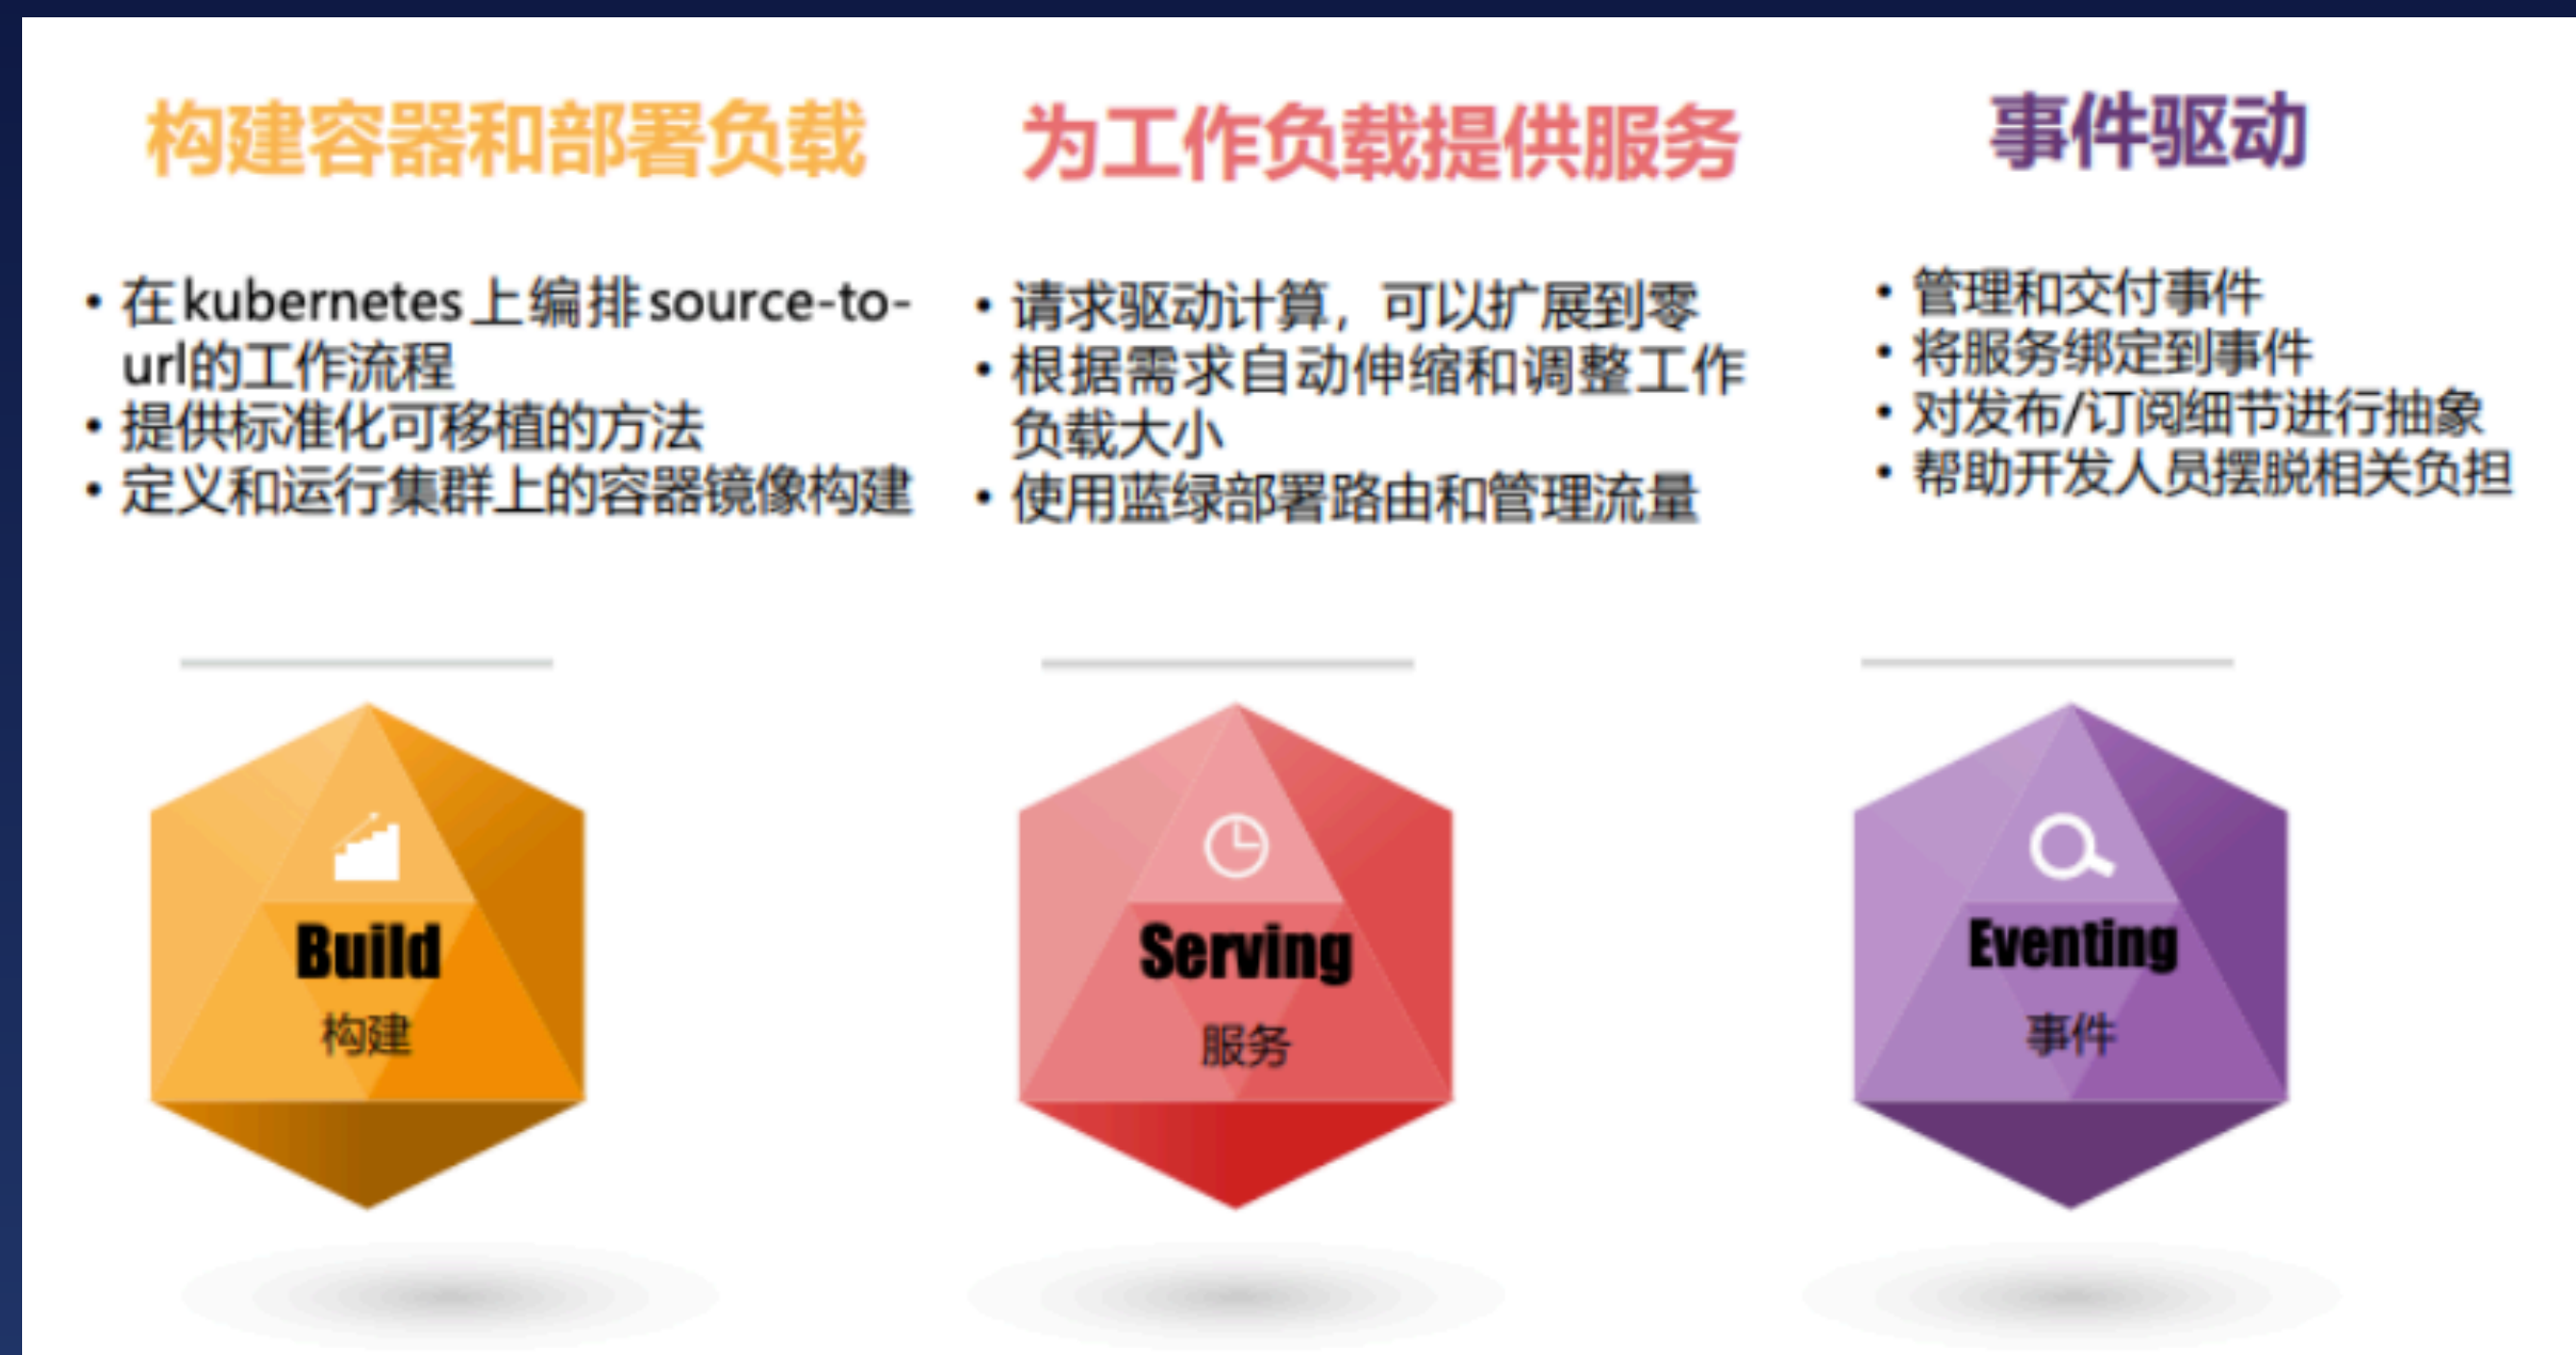 构建容器和部署负载
• 在kubernetes上编排source-to-
url的工作流程
• 提供标准化可移植的方法
• 定义和运行集群上的容器镜像构建
为工作负载提供服务
• 请求驱动计算，可以扩展到零
• 根据需求自动伸缩和调整工作
负载大小
• 使用蓝绿部署路由和管理流量
事件驱动
• 管理和交付事件
• 将服务绑定到事件
• 对发布/订阅细节进行抽象
• 帮助开发人员摆脱相关负担
Build
构建
Serving
服务
Eventing
事件